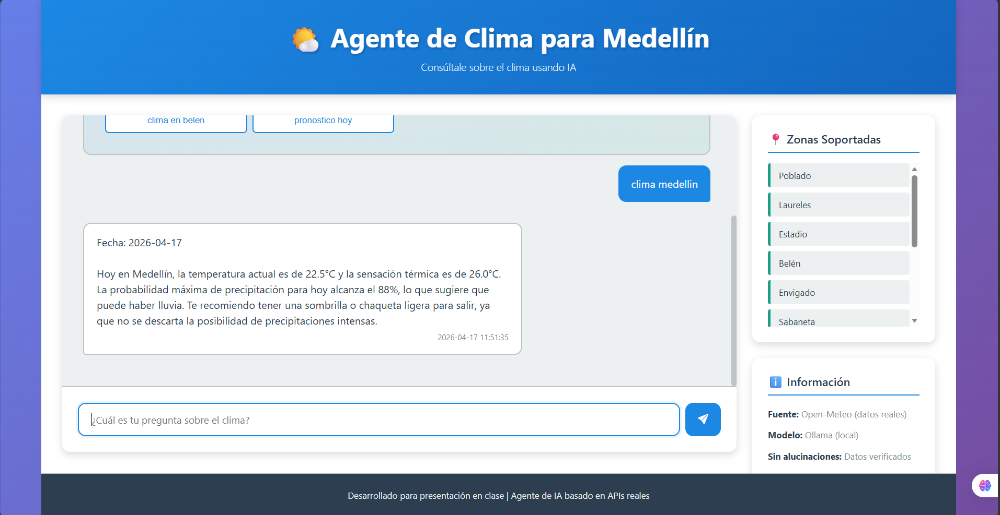 Agente de Clima para Medellín
Consúltale sobre el clima usando IA
clima en belen
pronostico hoy
clima medellin
Fecha: 2026-04-17
Hoy en Medellín, la temperatura actual es de 22.5°C y la sensación térmica es de 26.0°C.
La probabilidad máxima de precipitación para hoy alcanza el 88%, lo que sugiere que
puede haber lluvia. Te recomiendo tener una sombrilla o chaqueta ligera para salir, ya
que no se descarta la posibilidad de precipitaciones intensas.
2026-04-17 11:51:35
¿Cuál es tu pregunta sobre el clima?
Zonas Soportadas
Poblado
Laureles
Estadio
Belén
Envigado
Sabaneta
Información
Fuente: Open-Meteo (datos reales)
Modelo: Ollama (local)
Sin alucinaciones: Datos verificados
Desarrollado para presentación en clase | Agente de IA basado en APIs reales